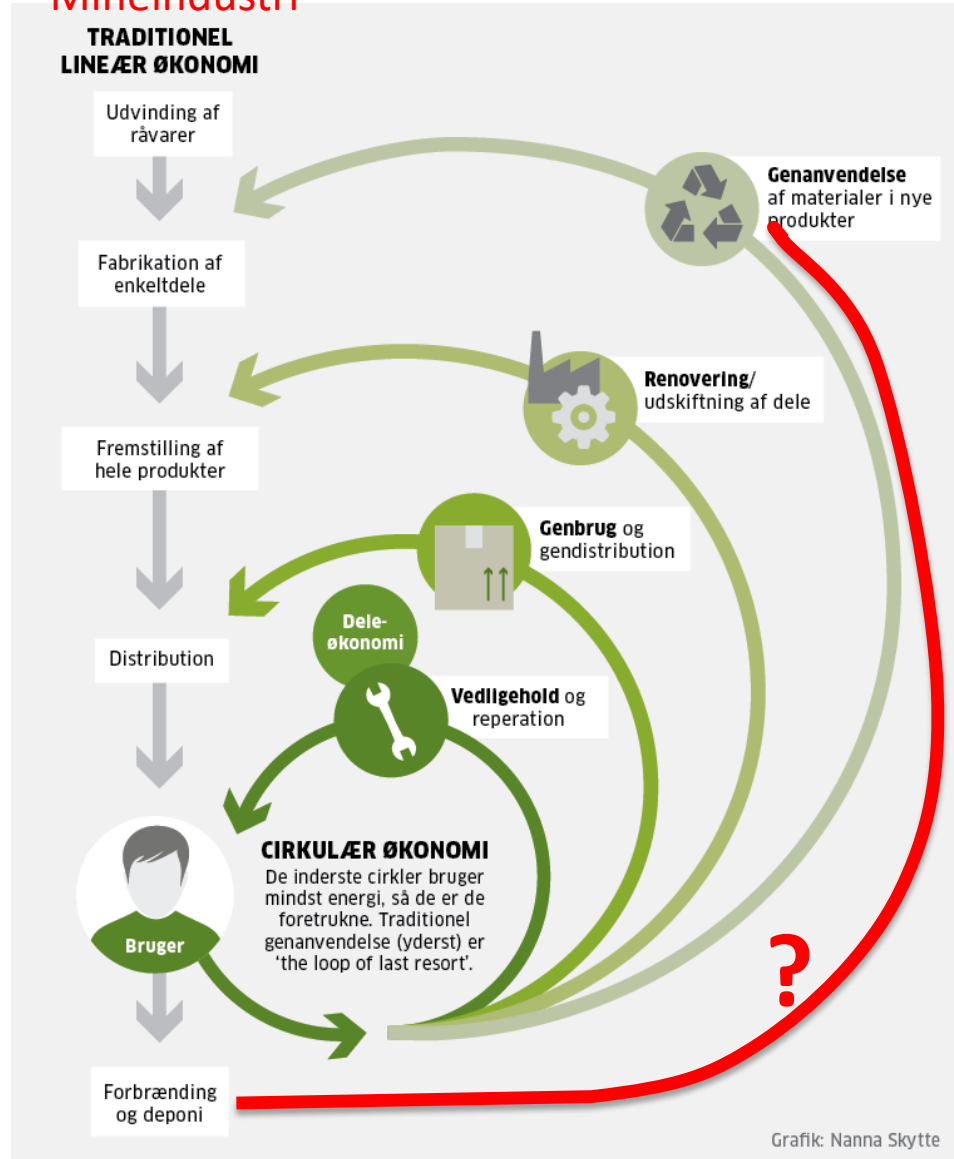 Mineindustri
TRADITIONEL
LINEÆR ØKONOMI
Udvinding af
råvarer
Genanvendelse
af materialer i nye
produkter
Fabrikation af
enkeltdele
Renovering/
udskiftning af dele
Fremstilling af
hele produkter
Genbrug og
gendistribution
Dele-
økonomi
Distribution
Vedligehold og
reperation
CIRKULÆR ØKONOMI
De inderste cirkler bruger
mindst energi, så de er de
foretrukne. Traditionel
genanvendelse (yderst) er
‘the loop of last resort’.
Bruger
?
Forbrænding
og deponi
Grafik: Nanna Skytte